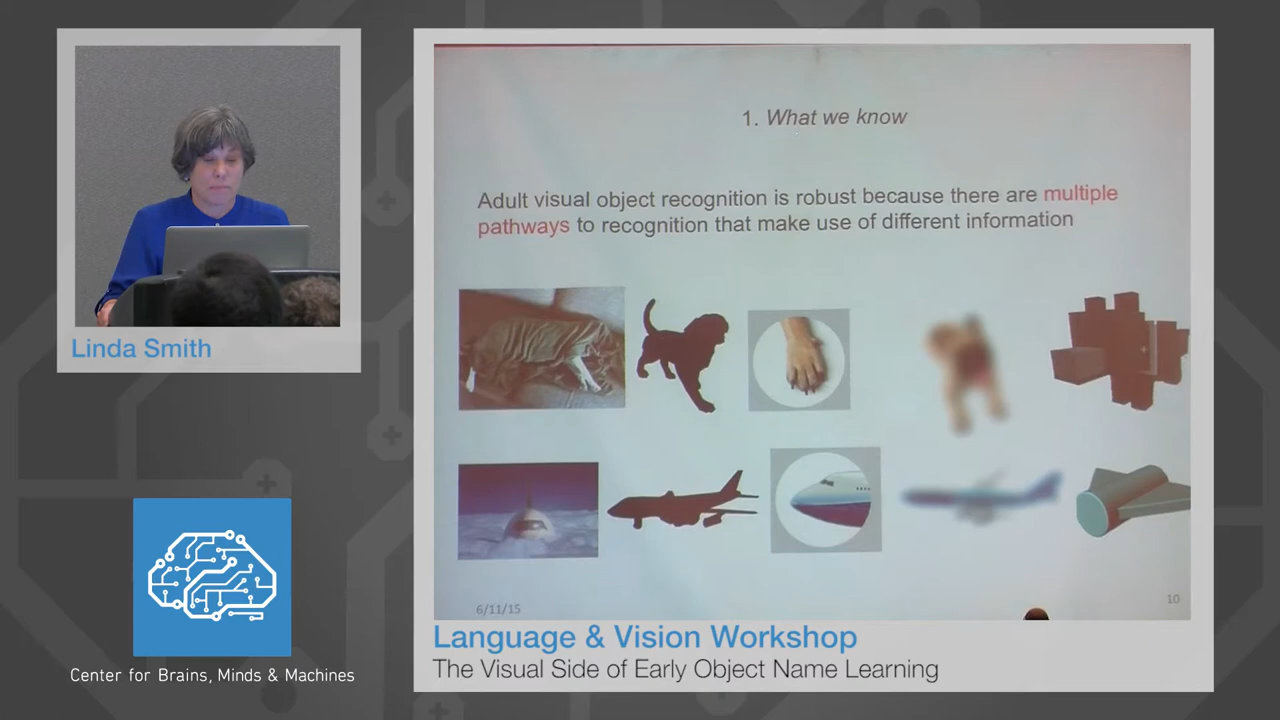 1. What we know
Adult visual object recognition is robust because there are multiple
pathways to recognition that make use of different information
6/11/15
10
Linda Smith
Center for Brains, Minds & Machines
Language & Vision Workshop
The Visual Side of Early Object Name Learning